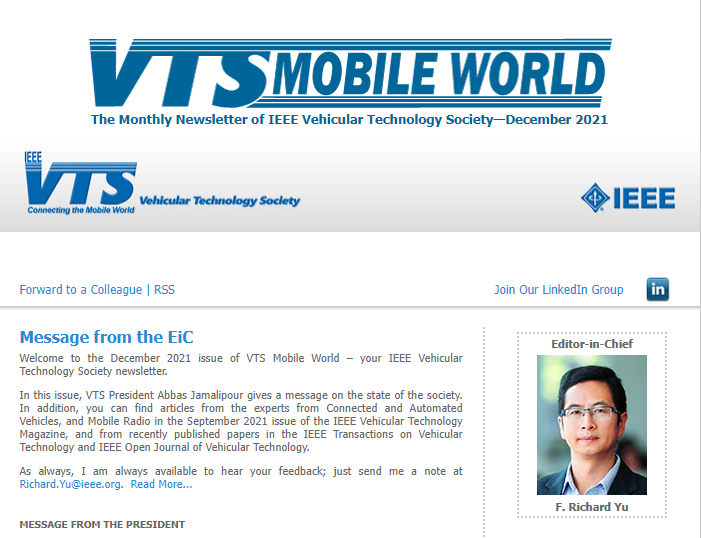 VTS MOBILE WORLD
The Monthly Newsletter of IEEE Vehicular Technology Society—December 2021
IEEE
VTS
Connecting the Mobile World
Vehicular Technology Society
IEEE
Forward to a Colleague | RSS
Join Our LinkedIn Group
in
Message from the EiC
Welcome to the December 2021 issue of VTS Mobile World – your IEEE Vehicular
Technology Society newsletter.
In this issue, VTS President Abbas Jamalipour gives a message on the state of the society.
In addition, you can find articles from the experts from Connected and Automated
Vehicles, and Mobile Radio in the September 2021 issue of the IEEE Vehicular Technology
Magazine, and from recently published papers in the IEEE Transactions on Vehicular
Technology and IEEE Open Journal of Vehicular Technology.
As always, I am always available to hear your feedback; just send me a note at
Richard.Yu@ieee.org. Read More...
MESSAGE FROM THE PRESIDENT
Editor-in-Chief
F. Richard Yu